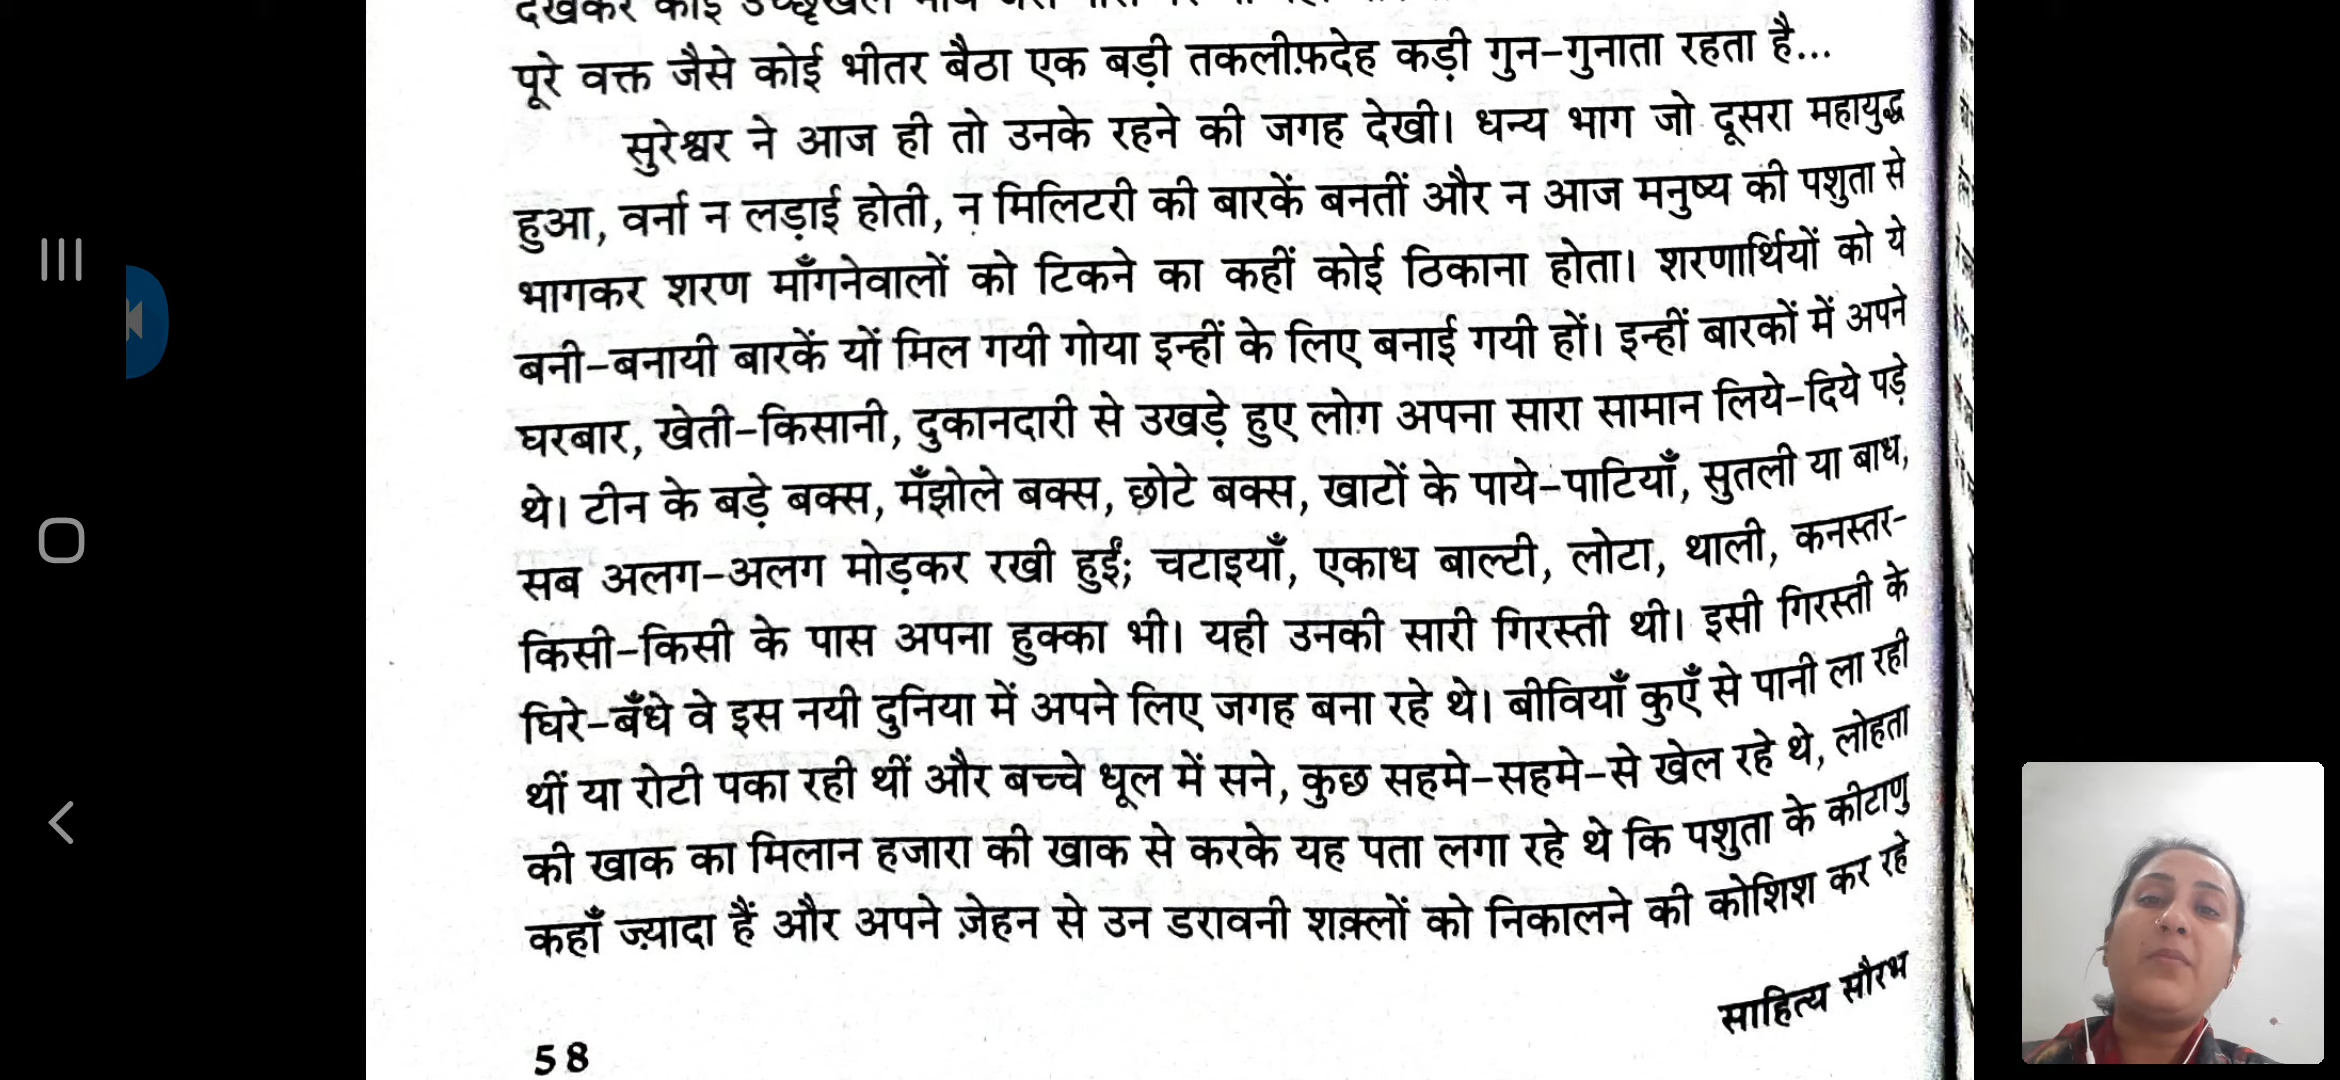 पूरे वक्त जैसे कोई भीतर बैठा एक बड़ी तकलीफ़देह कड़ी गुन-गुनाता रहता है...
सुरेश्वर ने आज ही तो उनके रहने की जगह देखी। धन्य भाग जो दूसरा महायुद्ध
हुआ, वर्ना न लड़ाई होती, न मिलिटरी की बारकें बनतीं और न आज मनुष्य की पशुता से
भागकर शरण माँगनेवालों को टिकने का कहीं कोई ठिकाना होता। शरणार्थियों को ये
बनी-बनायी बारकें यों मिल गयी गोया इन्हीं के लिए बनाई गयी हों। इन्हीं बारकों में अपने
घरबार, खेती-किसानी, दुकानदारी से उखड़े हुए लोग अपना सारा सामान लिये-दिये पड़े
थे। टीन के बड़े बक्स, मँझोले बक्स, छोटे बक्स, खाटों के पाये-पाटियाँ, सुतली या बाध,
सब अलग-अलग मोड़कर रखी हुईं; चटाइयाँ, एकाध बाल्टी, लोटा, थाली, कनस्तर-
किसी-किसी के पास अपना हुक्का भी। यही उनकी सारी गिरस्ती थी। इसी गिरस्ती के
घिरे-बँधे वे इस नयी दुनिया में अपने लिए जगह बना रहे थे। बीवियाँ कुएँ से पानी ला रही
थीं या रोटी पका रही थीं और बच्चे धूल में सने, कुछ सहमे-सहमे-से खेल रहे थे, लोहता
की खाक का मिलान हजारा की खाक से करके यह पता लगा रहे थे कि पशुता के कीटाणु
कहाँ ज्य़ादा हैं और अपने ज़ेहन से उन डरावनी शक़्लों को निकालने की कोशिश कर रहे
साहित्य सौरभ
58